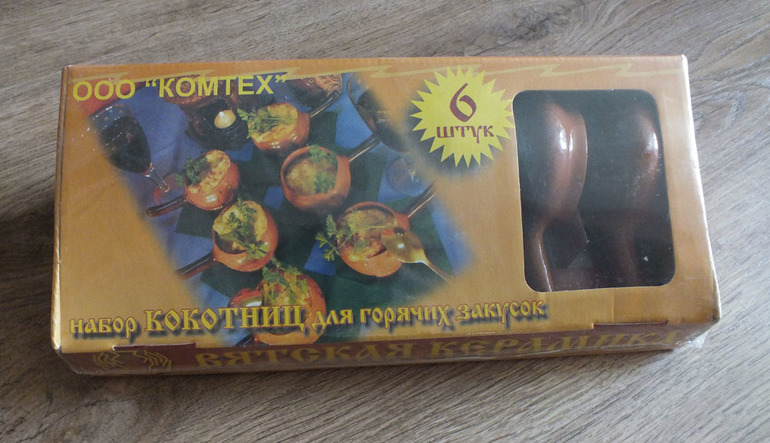 ООО “КОМТЕХ”
6
ШТУК
набор КОКОТНИЦ для горячих закусок
ВЯТСКАЯ КЕРАМИКА